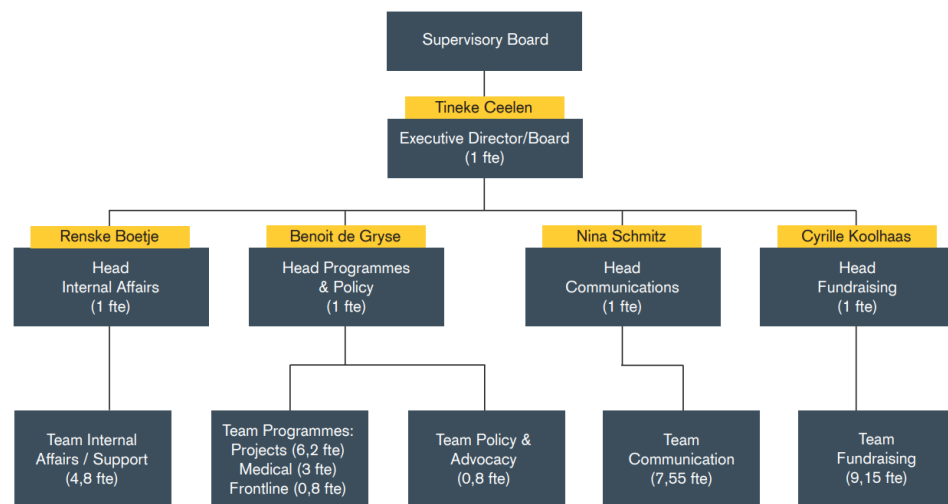 Supervisory Board
Tineke Ceelen
Executive Director/Board
(1 fte)
Renske Boetje
Head
Internal Affairs
(1 fte)
Benoit de Gryse
Head Programmes
& Policy
(1 fte)
Nina Schmitz
Head
Communications
(1 fte)
Cyrille Koolhaas
Head
Fundraising
(1 fte)
Team Internal
Affairs / Support
(4,8 fte)
Team Programmes:
Projects (6,2 fte)
Medical (3 fte)
Frontline (0,8 fte)
Team Policy &
Advocacy
(0,8 fte)
Team
Communication
(7,55 fte)
Team
Fundraising
(9,15 fte)